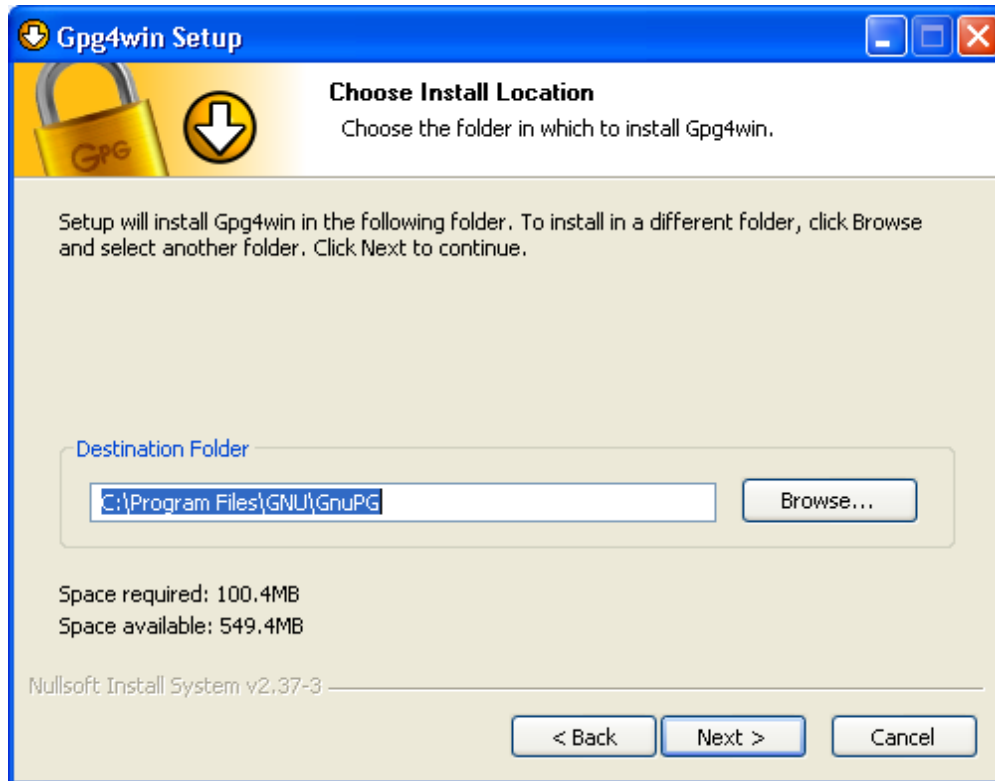 Gpg4win Setup
Choose Install Location
Choose the folder in which to install Gpg4win.
GPG
Setup will install Gpg4win in the following folder. To install in a different folder, click Browse
and select another folder. Click Next to continue.
Destination Folder
C:\Program Files\GNU\GnuPG
Browse...
Space required: 100.4MB
Space available: 549.4MB
Nullsoft Install System v2.37-3
< Back
Next >
Cancel